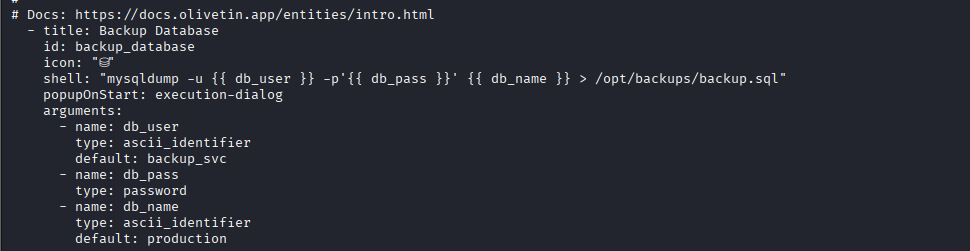 #
# Docs: https://docs.olivetin.app/entities/intro.html
  - title: Backup Database
    id: backup_database
    icon: "🛢"
    shell: "mysqldump -u {{ db_user }} -p'{{ db_pass }}' {{ db_name }} > /opt/backups/backup.sql"
    popupOnStart: execution-dialog
    arguments:
      - name: db_user
        type: ascii_identifier
        default: backup_svc
      - name: db_pass
        type: password
      - name: db_name
        type: ascii_identifier
        default: production